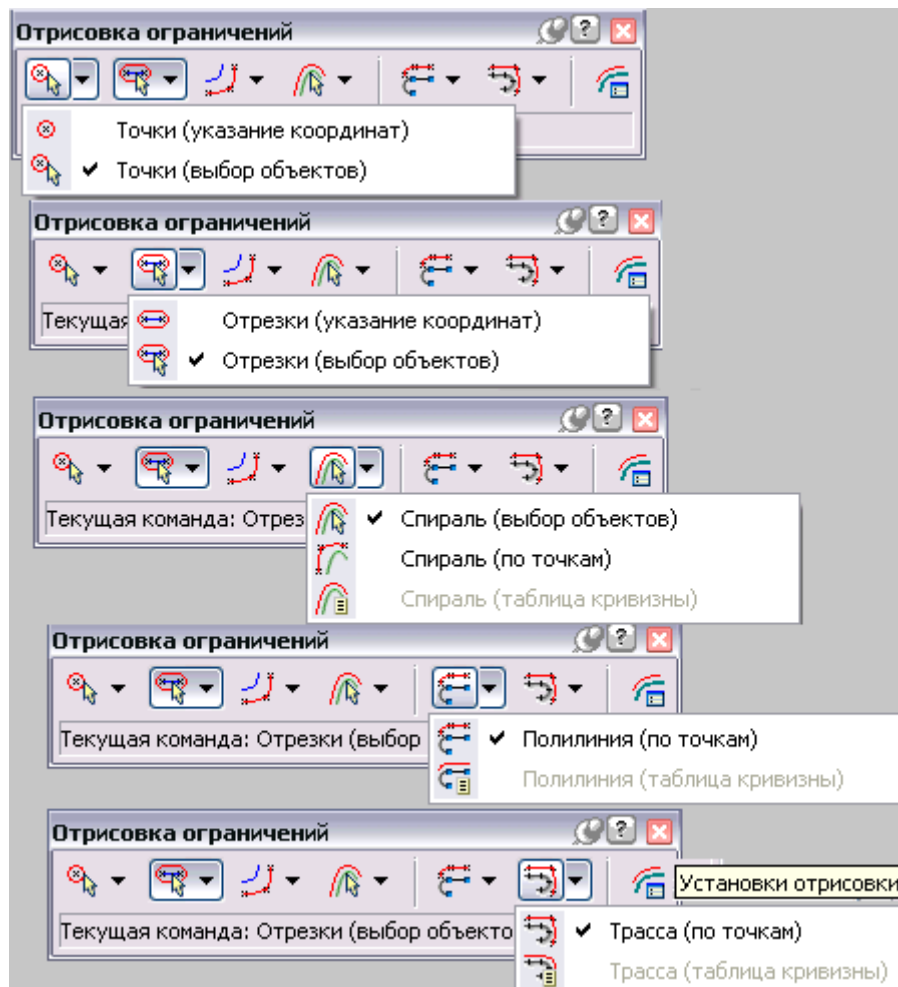 Отрисовка ограничений
Точки (указание координат)
Точки (выбор объектов)
Отрисовка ограничений
Текущая
Отрезки (указание координат)
Отрезки (выбор объектов)
Отрисовка ограничений
Текущая команда: Отрез
Спираль (выбор объектов)
Спираль (по точкам)
Спираль (таблица кривизны)
Отрисовка ограничений
Текущая команда: Отрезки (выбор
Полилиния (по точкам)
Полилиния (таблица кривизны)
Отрисовка ограничений
Установки отрисовки
Текущая команда: Отрезки (выбор объекто
Трасса (по точкам)
Трасса (таблица кривизны)